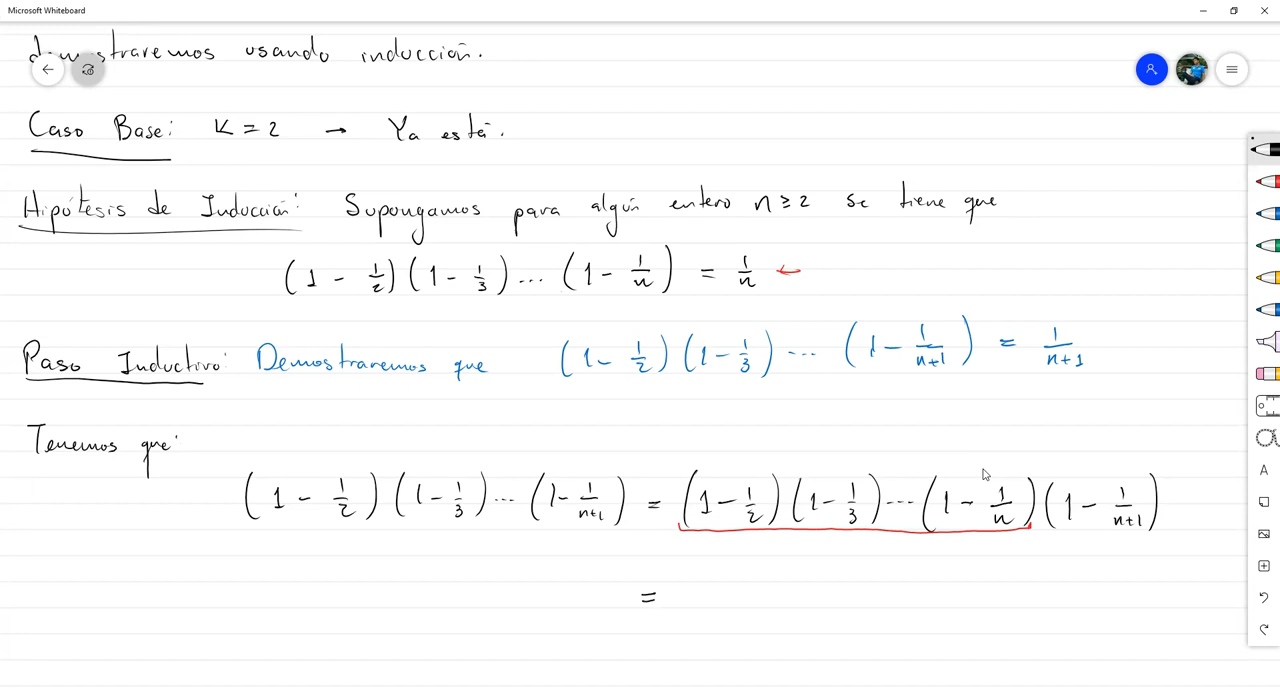 Microsoft Whiteboard
demostraremos usando inducción.
Caso Base: K = 2 → Ya está.
Hipótesis de Inducción: Supongamos para algún entero n ≥ 2 se tiene que
(1 - 1/2)(1 - 1/3) ... (1 - 1/n) = 1/n ←
Paso Inductivo: Demostraremos que (1 - 1/2)(1 - 1/3) ... (1 - 1/n+1) = 1/n+1
Tenemos que:
(1 - 1/2)(1 - 1/3) ... (1 - 1/n+1) = (1 - 1/2)(1 - 1/3) ... (1 - 1/n)(1 - 1/n+1)
=